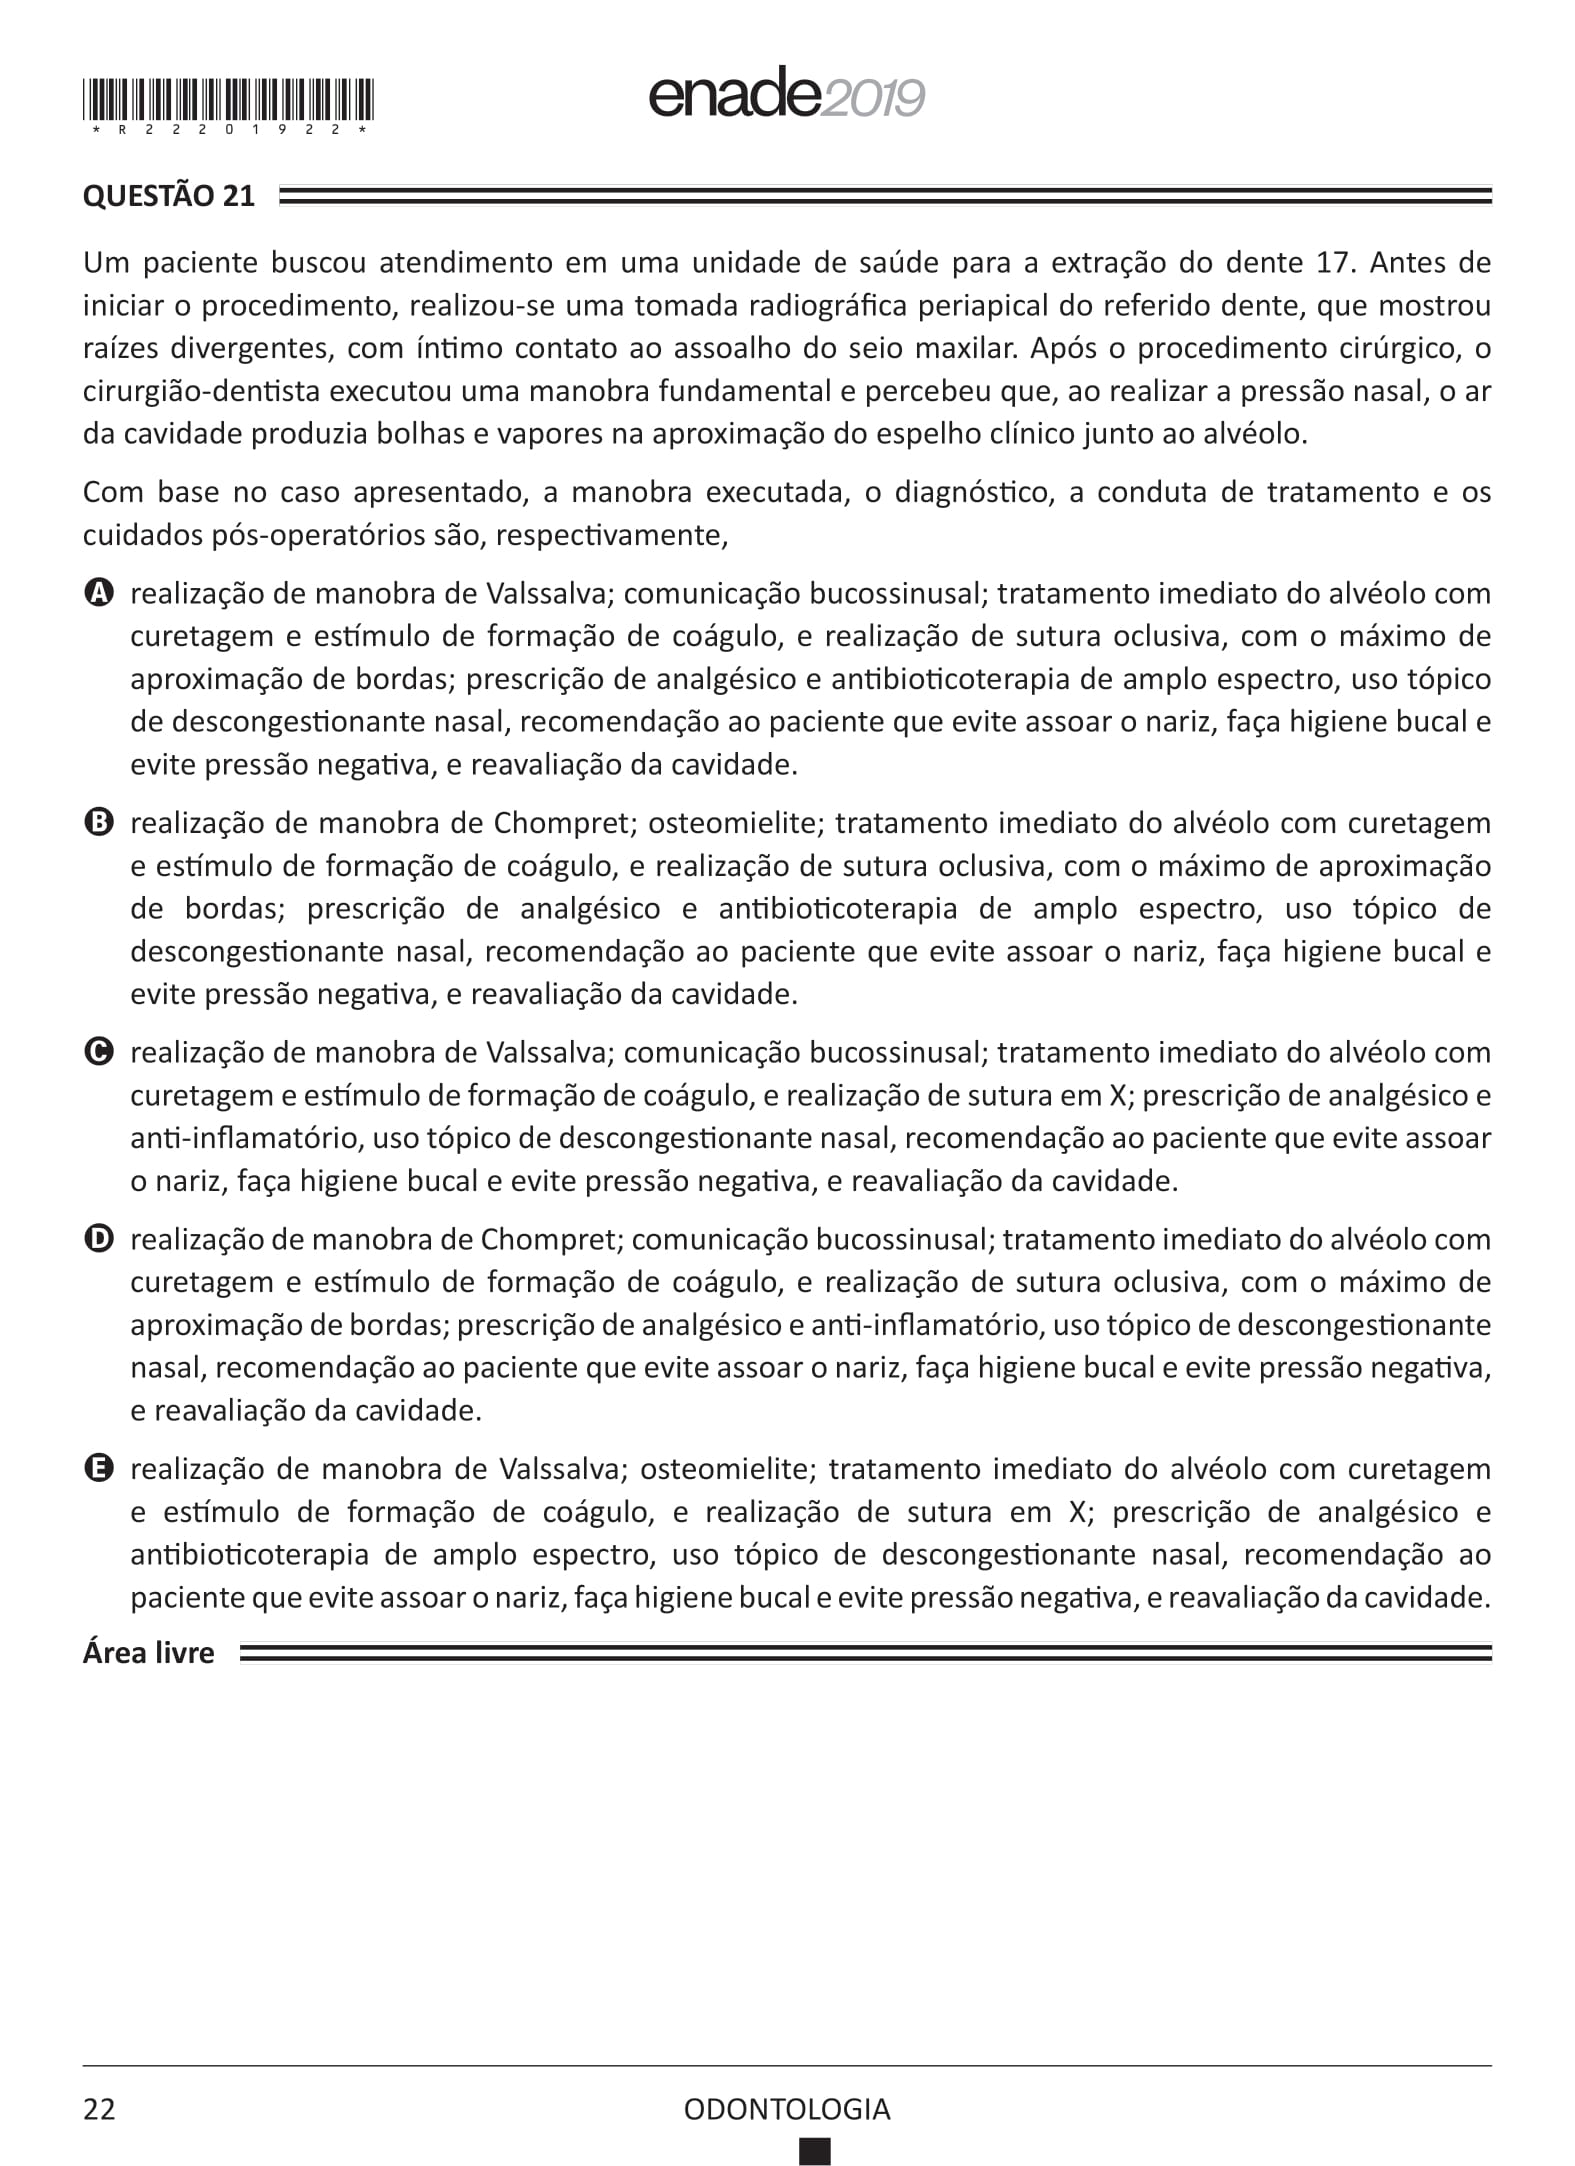 *R22201922*
enade2019
QUESTÃO 21
Um paciente buscou atendimento em uma unidade de saúde para a extração do dente 17. Antes de
iniciar o procedimento, realizou-se uma tomada radiográfica periapical do referido dente, que mostrou
raízes divergentes, com íntimo contato ao assoalho do seio maxilar. Após o procedimento cirúrgico, o
cirurgião-dentista executou uma manobra fundamental e percebeu que, ao realizar a pressão nasal, o ar
da cavidade produzia bolhas e vapores na aproximação do espelho clínico junto ao alvéolo.
Com base no caso apresentado, a manobra executada, o diagnóstico, a conduta de tratamento e os
cuidados pós-operatórios são, respectivamente,
A realização de manobra de Valssalva; comunicação bucossinusal; tratamento imediato do alvéolo com
curetagem e estímulo de formação de coágulo, e realização de sutura oclusiva, com o máximo de
aproximação de bordas; prescrição de analgésico e antibioticoterapia de amplo espectro, uso tópico
de descongestionante nasal, recomendação ao paciente que evite assoar o nariz, faça higiene bucal e
evite pressão negativa, e reavaliação da cavidade.
B realização de manobra de Chompret; osteomielite; tratamento imediato do alvéolo com curetagem
e estímulo de formação de coágulo, e realização de sutura oclusiva, com o máximo de aproximação
de bordas; prescrição de analgésico e antibioticoterapia de amplo espectro, uso tópico de
descongestionante nasal, recomendação ao paciente que evite assoar o nariz, faça higiene bucal e
evite pressão negativa, e reavaliação da cavidade.
C realização de manobra de Valssalva; comunicação bucossinusal; tratamento imediato do alvéolo com
curetagem e estímulo de formação de coágulo, e realização de sutura em X; prescrição de analgésico e
anti-inflamatório, uso tópico de descongestionante nasal, recomendação ao paciente que evite assoar
o nariz, faça higiene bucal e evite pressão negativa, e reavaliação da cavidade.
D realização de manobra de Chompret; comunicação bucossinusal; tratamento imediato do alvéolo com
curetagem e estímulo de formação de coágulo, e realização de sutura oclusiva, com o máximo de
aproximação de bordas; prescrição de analgésico e anti-inflamatório, uso tópico de descongestionante
nasal, recomendação ao paciente que evite assoar o nariz, faça higiene bucal e evite pressão negativa,
e reavaliação da cavidade.
E realização de manobra de Valssalva; osteomielite; tratamento imediato do alvéolo com curetagem
e estímulo de formação de coágulo, e realização de sutura em X; prescrição de analgésico e
antibioticoterapia de amplo espectro, uso tópico de descongestionante nasal, recomendação ao
paciente que evite assoar o nariz, faça higiene bucal e evite pressão negativa, e reavaliação da cavidade.
Área livre
22
ODONTOLOGIA